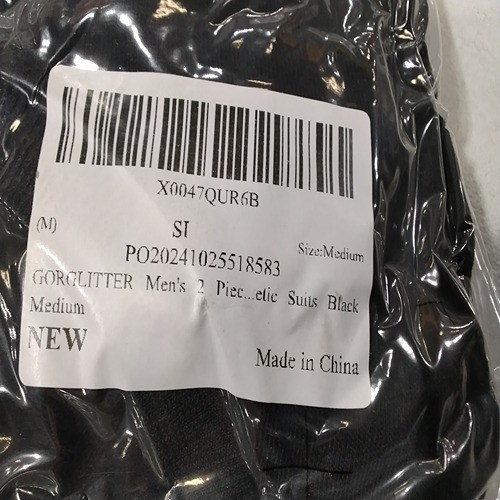 X0047QUR6B
(M) SI Size:Medium
PO20241025518583
GORGLITTER Men's 2 Piec...etic Suits Black
Medium
NEW
Made in China